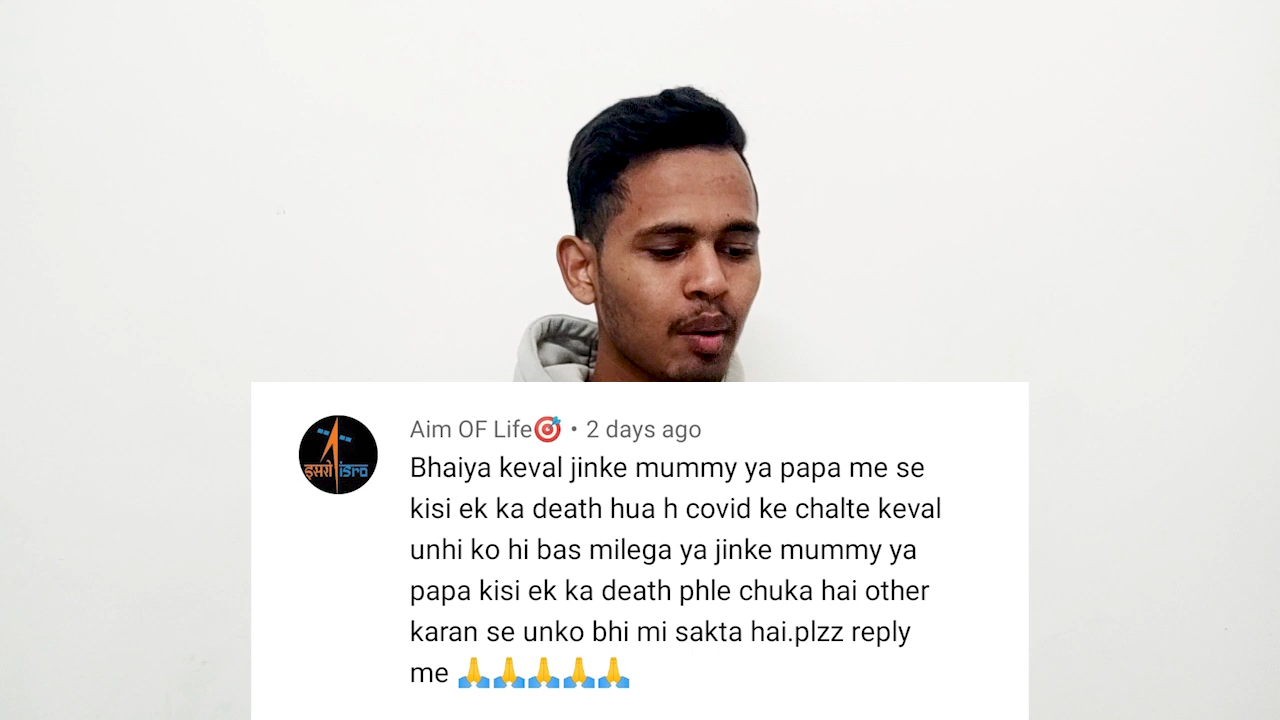 इसरो isro
Aim OF Life🎯 • 2 days ago
Bhaiya keval jinke mummy ya papa me se
kisi ek ka death hua h covid ke chalte keval
unhi ko hi bas milega ya jinke mummy ya
papa kisi ek ka death phle chuka hai other
karan se unko bhi mi sakta hai.plzz reply
me 🙏🙏🙏🙏🙏